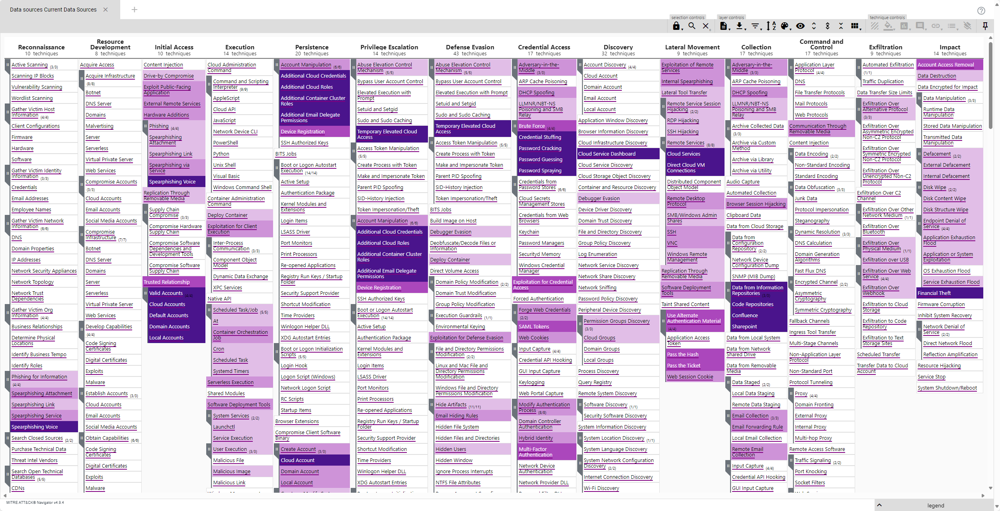 Data sources Current Data Sources
selection controls
layer controls
technique controls
Reconnaissance
10 techniques
Active Scanning (3/3)
Scanning IP Blocks
Vulnerability Scanning
Wordlist Scanning
Gather Victim Host
Information (4/4)
Client Configurations
Firmware
Hardware
Software
Gather Victim Identity
Information (3/3)
Credentials
Email Addresses
Employee Names
Gather Victim Network
Information (6/6)
DNS
Domain Properties
IP Addresses
Network Security Appliances
Network Topology
Network Trust
Dependencies
Gather Victim Org
Information (4/4)
Business Relationships
Determine Physical
Locations
Identify Business Tempo
Identify Roles
Phishing for Information
(4/4)
Spearphishing Attachment
Spearphishing Link
Spearphishing Service
Spearphishing Voice
Search Closed Sources (2/2)
Purchase Technical Data
Threat Intel Vendors
Search Open Technical
Databases (5/5)
CDNs
Resource
Development
8 techniques
Acquire Access
Acquire Infrastructure
(8/8)
Botnet
DNS Server
Domains
Malvertising
Server
Serverless
Virtual Private Server
Web Services
Compromise Accounts
(3/3)
Cloud Accounts
Email Accounts
Social Media Accounts
Compromise
Infrastructure (7/7)
Botnet
DNS Server
Domains
Server
Serverless
Virtual Private Server
Web Services
Develop Capabilities
(4/4)
Code Signing
Certificates
Digital Certificates
Exploits
Malware
Establish Accounts (3/3)
Cloud Accounts
Email Accounts
Social Media Accounts
Obtain Capabilities (6/6)
Code Signing
Certificates
Digital Certificates
Exploits
Malware
Initial Access
10 techniques
Content Injection
Drive-by Compromise
Exploit Public-Facing
Application
External Remote Services
Hardware Additions
Phishing (4/4)
Spearphishing
Attachment
Spearphishing Link
Spearphishing via
Service
Spearphishing Voice
Replication Through
Removable Media
Supply Chain
Compromise (3/3)
Compromise Hardware
Supply Chain
Compromise Software
Dependencies and
Development Tools
Compromise Software
Supply Chain
Trusted Relationship
Valid Accounts (4/4)
Cloud Accounts
Default Accounts
Domain Accounts
Local Accounts
Execution
14 techniques
Cloud Administration
Command
Command and Scripting
Interpreter (9/9)
AppleScript
Cloud API
JavaScript
Network Device CLI
PowerShell
Python
Unix Shell
Visual Basic
Windows Command Shell
Container Administration
Command
Deploy Container
Exploitation for Client
Execution
Inter-Process
Communication (3/3)
Component Object
Model
Dynamic Data Exchange
XPC Services
Native API
Scheduled Task/Job (5/5)
At
Container Orchestration
Job
Cron
Scheduled Task
Systemd Timers
Serverless Execution
Shared Modules
Software Deployment Tools
System Services (2/2)
Launchctl
Service Execution
User Execution (3/3)
Malicious File
Malicious Image
Malicious Link
Persistence
20 techniques
Account Manipulation (6/6)
Additional Cloud Credentials
Additional Cloud Roles
Additional Container Cluster
Roles
Additional Email Delegate
Permissions
Device Registration
SSH Authorized Keys
BITS Jobs
Boot or Logon Autostart
Execution (14/14)
Active Setup
Authentication Package
Kernel Modules and
Extensions
Login Items
LSASS Driver
Port Monitors
Print Processors
Re-opened Applications
Registry Run Keys / Startup
Folder
Security Support Provider
Shortcut Modification
Time Providers
Winlogon Helper DLL
XDG Autostart Entries
Boot or Logon Initialization
Scripts (5/5)
Login Hook
Logon Script (Windows)
Network Logon Script
RC Scripts
Startup Items
Browser Extensions
Compromise Client Software
Binary
Create Account (3/3)
Cloud Account
Domain Account
Local Account
Privilege Escalation
14 techniques
Abuse Elevation Control
Mechanism (5/5)
Bypass User Account Control
Elevated Execution with
Prompt
Setuid and Setgid
Sudo and Sudo Caching
Temporary Elevated Cloud
Access
Access Token Manipulation
(5/5)
Create Process with Token
Make and Impersonate Token
Parent PID Spoofing
SID-History Injection
Token Impersonation/Theft
Account Manipulation (6/6)
Additional Cloud Credentials
Additional Cloud Roles
Additional Container Cluster
Roles
Additional Email Delegate
Permissions
Device Registration
SSH Authorized Keys
Boot or Logon Autostart
Execution (14/14)
Active Setup
Authentication Package
Kernel Modules and
Extensions
Login Items
LSASS Driver
Port Monitors
Print Processors
Re-opened Applications
Registry Run Keys / Startup
Folder
Security Support Provider
Shortcut Modification
Time Providers
Winlogon Helper DLL
XDG Autostart Entries
Defense Evasion
43 techniques
Abuse Elevation Control
Mechanism (5/5)
Bypass User Account Control
Elevated Execution with Prompt
Setuid and Setgid
Sudo and Sudo Caching
Temporary Elevated Cloud
Access
Access Token Manipulation (5/5)
Create Process with Token
Make and Impersonate Token
Parent PID Spoofing
SID-History Injection
Token Impersonation/Theft
BITS Jobs
Build Image on Host
Debugger Evasion
Deobfuscate/Decode Files or
Information
Deploy Container
Direct Volume Access
Domain Policy Modification (2/2)
Domain Trust Modification
Group Policy Modification
Execution Guardrails (1/1)
Environmental Keying
Exploitation for Defense Evasion
File and Directory Permissions
Modification (2/2)
Linux and Mac File and
Directory Permissions
Modification
Windows File and Directory
Permissions Modification
Hide Artifacts (11/11)
Email Hiding Rules
Hidden File System
Hidden Files and Directories
Hidden Users
Hidden Window
Ignore Process Interrupts
NTFS File Attributes
Credential Access
17 techniques
Adversary-in-the-
Middle (3/3)
ARP Cache Poisoning
DHCP Spoofing
LLMNR/NBT-NS
Poisoning and SMB
Relay
Brute Force (4/4)
Credential Stuffing
Password Cracking
Password Guessing
Password Spraying
Credentials from
Password Stores (6/6)
Cloud Secrets
Management Stores
Credentials from Web
Browsers
Keychain
Password Managers
Securityd Memory
Windows Credential
Manager
Exploitation for Credential
Access
Forced Authentication
Forge Web Credentials
(2/2)
SAML Tokens
Web Cookies
Input Capture (4/4)
Credential API Hooking
GUI Input Capture
Keylogging
Web Portal Capture
Modify Authentication
Process (8/8)
Domain Controller
Authentication
Hybrid Identity
Multi-Factor
Authentication
Network Device
Authentication
Network Provider DLL
Discovery
32 techniques
Account Discovery (4/4)
Cloud Account
Domain Account
Email Account
Local Account
Application Window Discovery
Browser Information Discovery
Cloud Infrastructure Discovery
Cloud Service Dashboard
Cloud Service Discovery
Cloud Storage Object Discovery
Container and Resource Discovery
Debugger Evasion
Device Driver Discovery
Domain Trust Discovery
File and Directory Discovery
Group Policy Discovery
Log Enumeration
Network Service Discovery
Network Share Discovery
Network Sniffing
Password Policy Discovery
Peripheral Device Discovery
Permission Groups Discovery
(3/3)
Cloud Groups
Domain Groups
Local Groups
Process Discovery
Query Registry
Remote System Discovery
Software Discovery (1/1)
Security Software Discovery
System Information Discovery
System Location Discovery (1/1)
System Language Discovery
System Network Configuration
Discovery (2/2)
Internet Connection Discovery
Wi-Fi Discovery
Lateral Movement
9 techniques
Exploitation of Remote
Services
Internal Spearphishing
Lateral Tool Transfer
Remote Service Session
Hijacking (2/2)
RDP Hijacking
SSH Hijacking
Remote Services (8/8)
Cloud Services
Direct Cloud VM
Connections
Distributed Component
Object Model
Remote Desktop
Protocol
SMB/Windows Admin
Shares
SSH
VNC
Windows Remote
Management
Replication Through
Removable Media
Software Deployment
Tools
Taint Shared Content
Use Alternate
Authentication Material
(4/4)
Application Access
Token
Pass the Hash
Pass the Ticket
Web Session Cookie
Collection
17 techniques
Adversary-in-the-
Middle (3/3)
ARP Cache Poisoning
DHCP Spoofing
LLMNR/NBT-NS
Poisoning and SMB
Relay
Archive Collected Data
(3/3)
Archive via Custom
Method
Archive via Library
Archive via Utility
Audio Capture
Automated Collection
Browser Session Hijacking
Clipboard Data
Data from Cloud Storage
Data from
Configuration
Repository (2/2)
Network Device
Configuration Dump
SNMP (MIB Dump)
Data from Information
Repositories (3/3)
Code Repositories
Confluence
Sharepoint
Data from Local System
Data from Network
Shared Drive
Data from Removable
Media
Data Staged (2/2)
Local Data Staging
Remote Data Staging
Email Collection (3/3)
Email Forwarding Rule
Local Email Collection
Remote Email
Collection
Input Capture (4/4)
Credential API Hooking
GUI Input Capture
Command and
Control
17 techniques
Application Layer
Protocol (4/4)
DNS
File Transfer Protocols
Mail Protocols
Web Protocols
Communication Through
Removable Media
Content Injection
Data Encoding (2/2)
Non-Standard Encoding
Standard Encoding
Data Obfuscation (3/3)
Junk Data
Protocol Impersonation
Steganography
Dynamic Resolution (3/3)
DNS Calculation
Domain Generation
Algorithms
Fast Flux DNS
Encrypted Channel (2/2)
Asymmetric
Cryptography
Symmetric Cryptography
Fallback Channels
Ingress Tool Transfer
Multi-Stage Channels
Non-Application Layer
Protocol
Non-Standard Port
Protocol Tunneling
Proxy (4/4)
Domain Fronting
External Proxy
Internal Proxy
Multi-hop Proxy
Remote Access Software
Traffic Signaling (2/2)
Port Knocking
Socket Filters
Exfiltration
9 techniques
Automated Exfiltration
(1/1)
Traffic Duplication
Data Transfer Size Limits
Exfiltration Over
Alternative Protocol
(3/3)
Exfiltration Over
Asymmetric Encrypted
Non-C2 Protocol
Exfiltration Over
Symmetric Encrypted
Non-C2 Protocol
Exfiltration Over
Unencrypted Non-C2
Protocol
Exfiltration Over C2
Channel
Exfiltration Over Other
Network Medium (1/1)
Exfiltration Over
Bluetooth
Exfiltration Over
Physical Medium (1/1)
Exfiltration over USB
Exfiltration Over Web
Service (4/4)
Exfiltration Over
Webhook
Exfiltration to Cloud
Storage
Exfiltration to Code
Repository
Exfiltration to Text
Storage Sites
Scheduled Transfer
Transfer Data to Cloud
Account
Impact
14 techniques
Account Access Removal
Data Destruction
Data Encrypted for Impact
Data Manipulation (3/3)
Runtime Data
Manipulation
Stored Data Manipulation
Transmitted Data
Manipulation
Defacement (2/2)
External Defacement
Internal Defacement
Disk Wipe (2/2)
Disk Content Wipe
Disk Structure Wipe
Endpoint Denial of
Service (4/4)
Application Exhaustion
Flood
Application or System
Exploitation
OS Exhaustion Flood
Service Exhaustion Flood
Financial Theft
Firmware Corruption
Inhibit System Recovery
Network Denial of
Service (2/2)
Direct Network Flood
Reflection Amplification
Resource Hijacking
Service Stop
System Shutdown/Reboot
MITRE ATT&CK® Navigator v4.9.4
legend